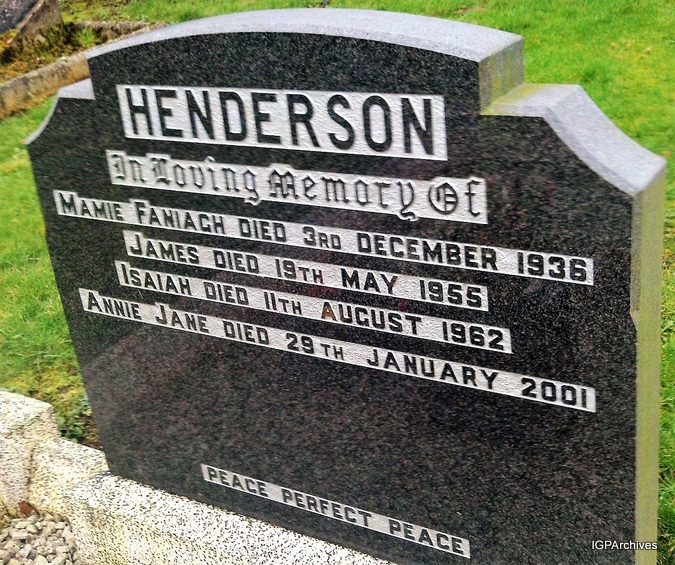 HENDERSON
In Loving Memory Of
MAMIE FANIAGH DIED 3RD DECEMBER 1936
JAMES DIED 19TH MAY 1955
ISAIAH DIED 11TH AUGUST 1962
ANNIE JANE DIED 29TH JANUARY 2001
PEACE PERFECT PEACE
IGPArchives